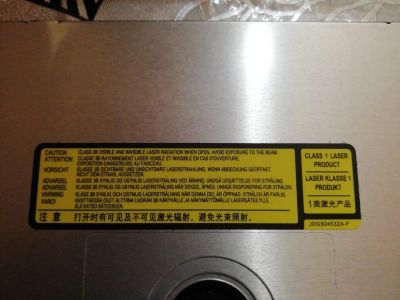 CAUTION CLASS 3B VISIBLE AND INVISIBLE LASER RADIATION WHEN OPEN. AVOID EXPOSURE TO THE BEAM.
ATTENTION CLASSE 3B RAYONNEMENT LASER VISIBLE ET INVISIBLE EN CAS D'OUVERTURE.
EXPOSITION DANGEREUSE AU FAISCEAU.
VORSICHT KLASSE 3B SICHTBARE UND UNSICHTBARE LASERSTRAHLUNG, WENN ABDECKUNG GEÖFFNET.
NICHT DEM STRAHL AUSSETZEN.
ADVARSEL KLASSE 3B SYNLIG OG USYNLIG LASERSTRÅLING VED ÅBNING. UNDGÅ UDSÆTTELSE FOR STRÅLING.
ADVARSEL KLASSE 3B SYNLIG OG USYNLIG LASERSTRÅLING NÅR DEKSEL ÅPNES. UNNGÅ EKSPONERING FOR STRÅLEN.
VARNING KLASS 3B SYNLIG OCH OSYNLIG LASERSTRÅLNING NÄR DENNA DEL ÄR ÖPPNAD. STRÅLEN ÄR FARLIG.
VARO! AVATTAESSA OLET ALTTIINA LUOKAN 3B NÄKYVÄLLE JA NÄKYMÄTTÖMÄLLE LASERSÄTEILYLLE.
ÄLÄ KATSO SÄTEESEEN.
注 意 打开时有可见及不可见激光辐射。避免光束照射。
CLASS 1 LASER
PRODUCT
LASER KLASSE 1
PRODUKT
1类激光产品
JDGS0453ZA-F